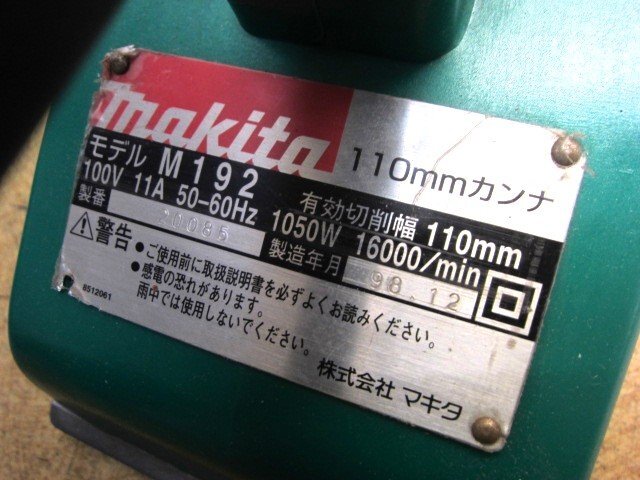 makita 110mmカンナ
モデル M192 有効切削幅 110mm
100V 11A 50-60Hz 1050W 16000/min
製番 20085 製造年月 98.12
警告
•ご使用前に取扱説明書を必ずよくお読みください。
•感電の恐れがあります。
雨中では使用しないでください。
8512061
株式会社 マキタ